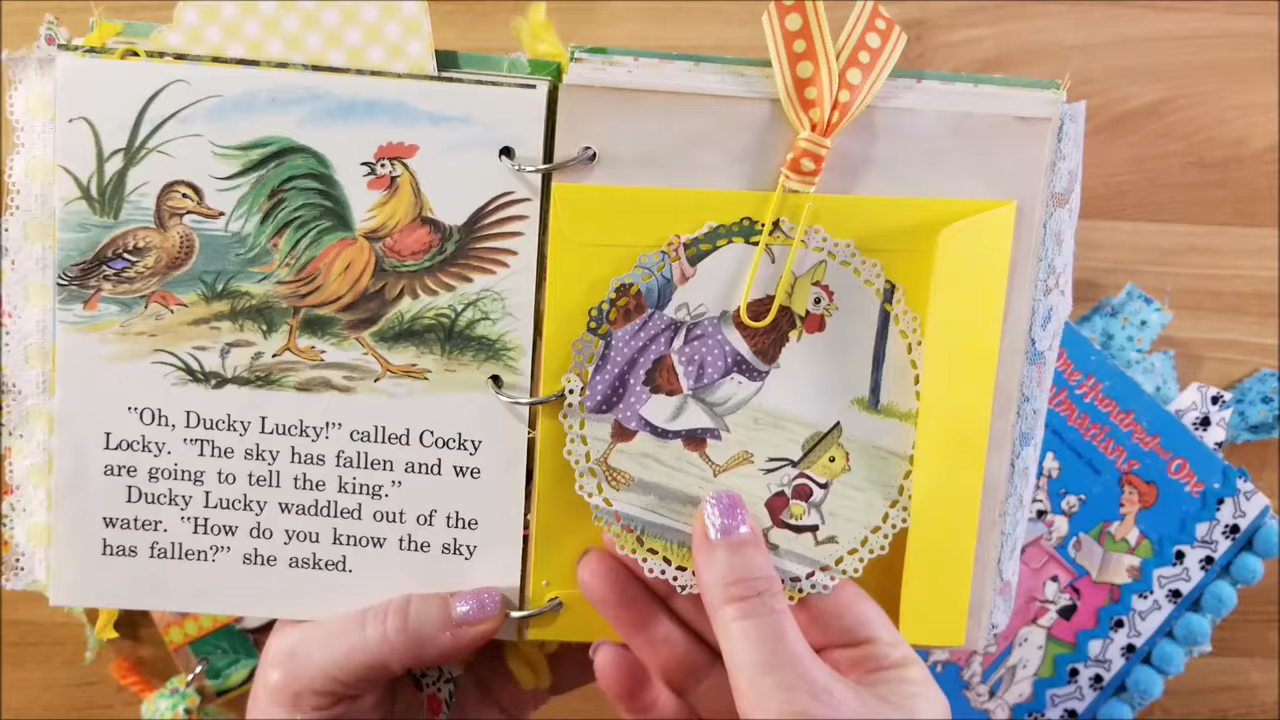 "Oh, Ducky Lucky!" called Cocky
Locky. "The sky has fallen and we
are going to tell the king."
Ducky Lucky waddled out of the
water. "How do you know the sky
has fallen?" she asked.
One Hundred and One
Dalmatians